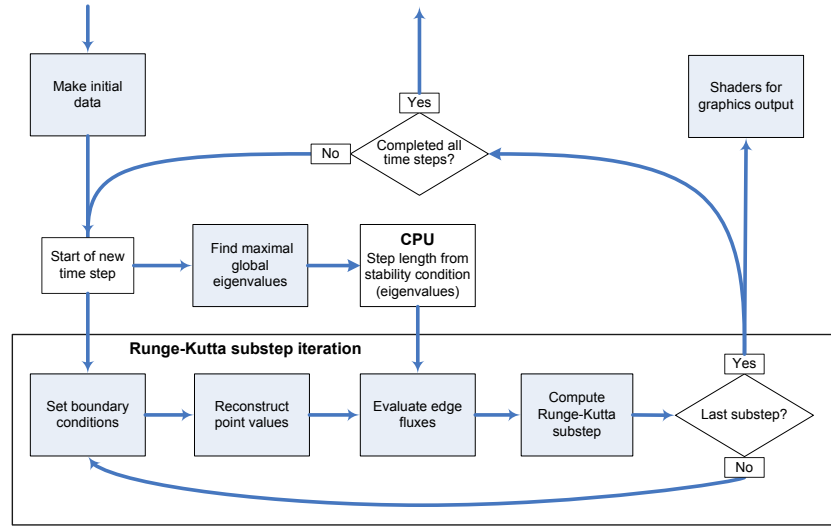 Make initial
data
Yes
Completed all
time steps?
No
Shaders for
graphics output
Start of new
time step
Find maximal
global
eigenvalues
CPU
Step length from
stability condition
(eigenvalues)
Runge-Kutta substep iteration
Set boundary
conditions
Reconstruct
point values
Evaluate edge
fluxes
Compute
Runge-Kutta
substep
Yes
Last substep?
No